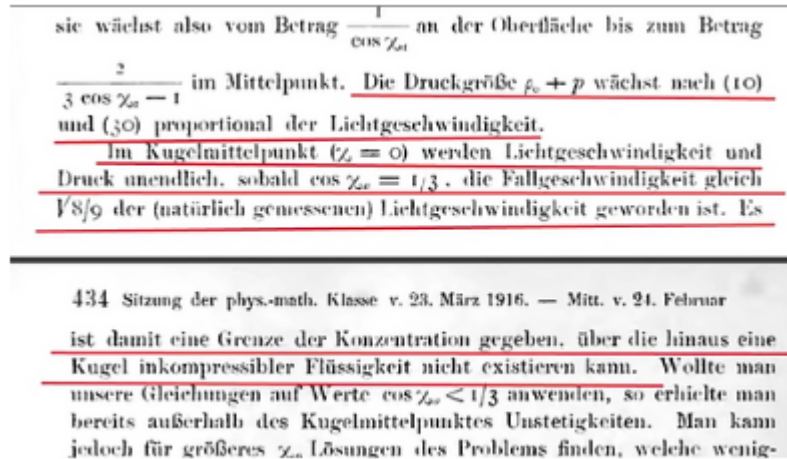 sie wächst also vom Betrag 1/cos χₐ an der Oberfläche bis zum Betrag
2/(3 cos χₐ − 1) im Mittelpunkt. Die Druckgröße ρ₀ + p wächst nach (10)
und (30) proportional der Lichtgeschwindigkeit.
Im Kugelmittelpunkt (χ = 0) werden Lichtgeschwindigkeit und
Druck unendlich, sobald cos χₐ = 1/3, die Fallgeschwindigkeit gleich
√8/9 der (natürlich gemessenen) Lichtgeschwindigkeit geworden ist. Es
434 Sitzung der phys.-math. Klasse v. 23. März 1916. — Mitt. v. 24. Februar
ist damit eine Grenze der Konzentration gegeben, über die hinaus eine
Kugel inkompressibler Flüssigkeit nicht existieren kann. Wollte man
unsere Gleichungen auf Werte cos χₐ < 1/3 anwenden, so erhielte man
bereits außerhalb des Kugelmittelpunktes Unstetigkeiten. Man kann
jedoch für größeres χₐ Lösungen des Problems finden, welche wenig-